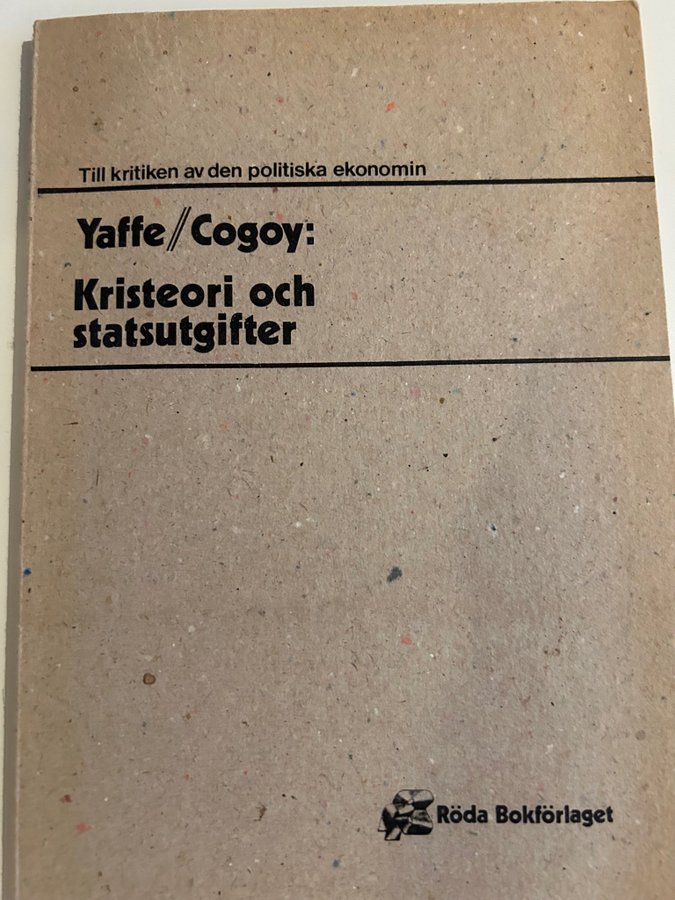 Till kritiken av den politiska ekonomin
Yaffe//Cogoy:
Kristeori och
statsutgifter
Röda Bokförlaget